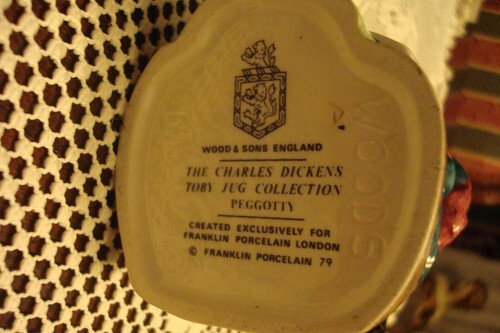 WOOD & SONS ENGLAND
THE CHARLES DICKENS
TOBY JUG COLLECTION
PEGGOTTY
CREATED EXCLUSIVELY FOR
FRANKLIN PORCELAIN LONDON
© FRANKLIN PORCELAIN 79
WOODS